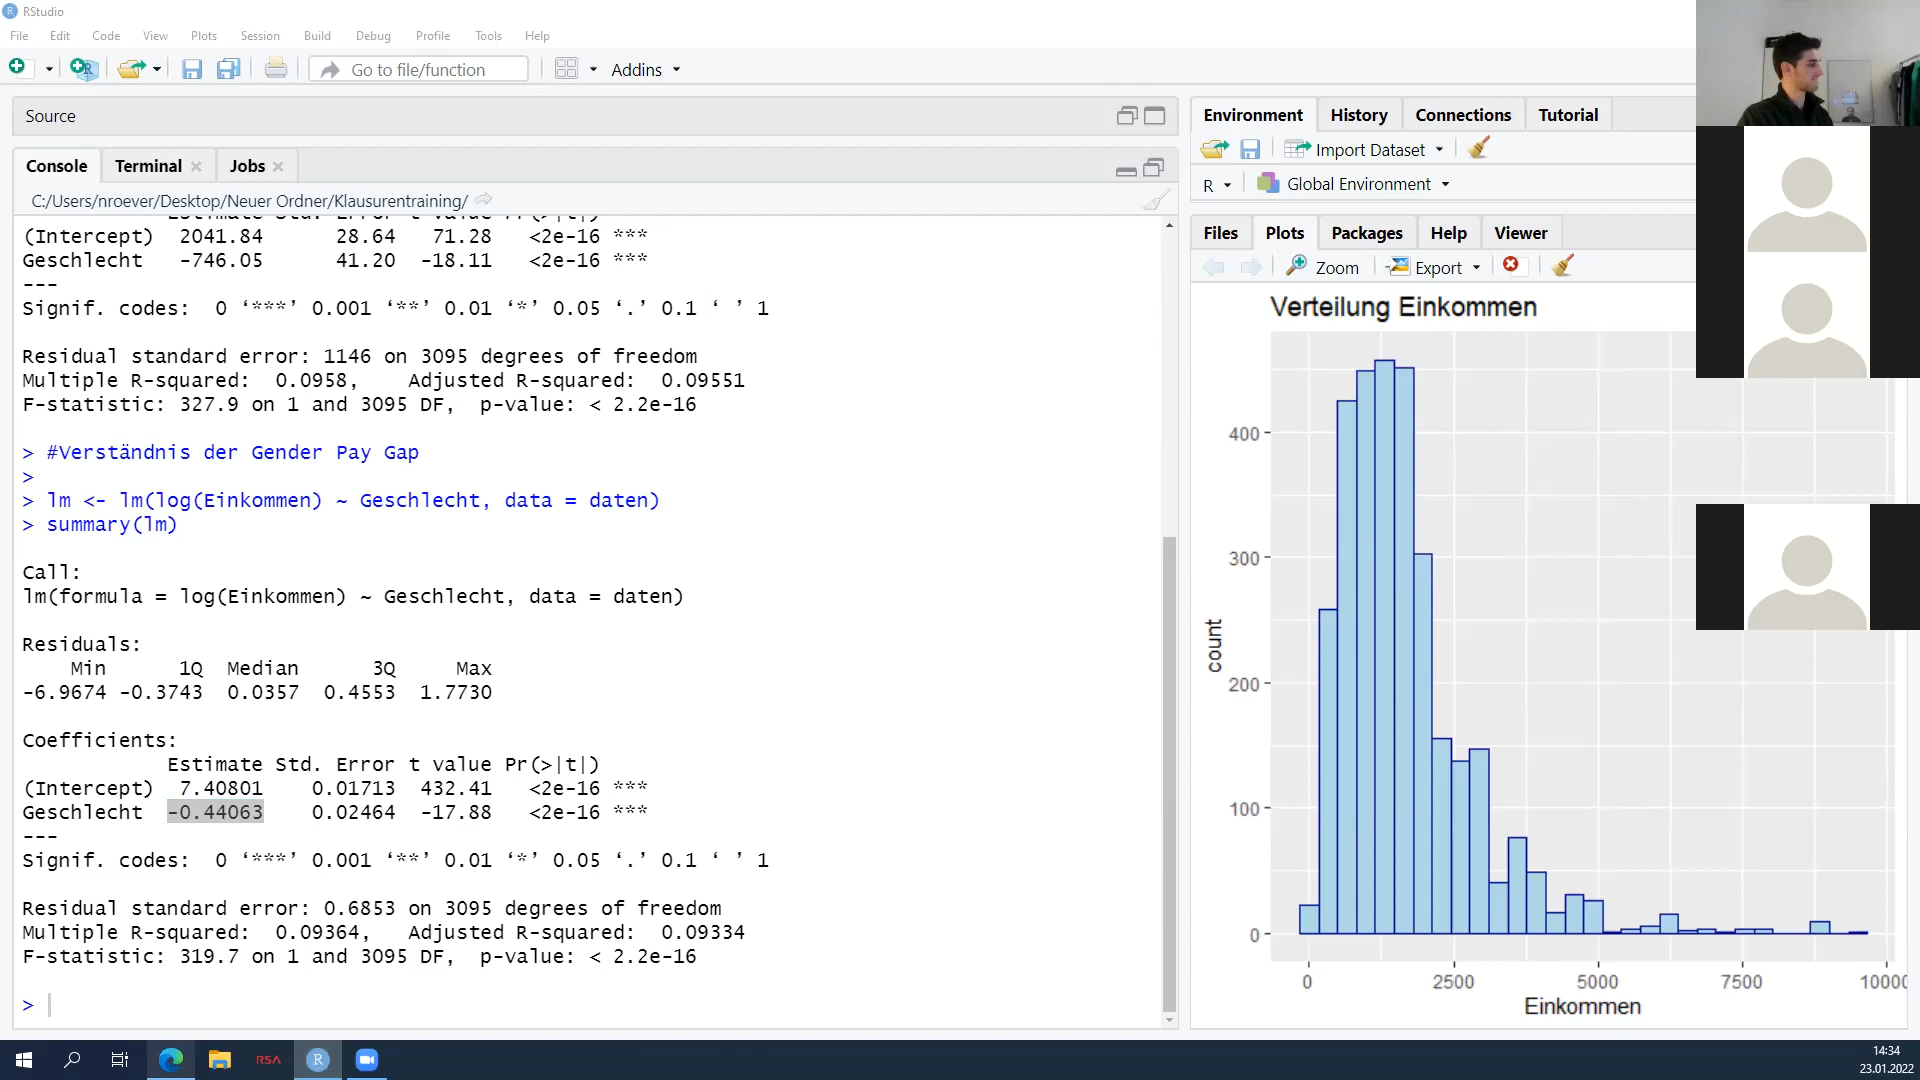 RStudio
File Edit Code View Plots Session Build Debug Profile Tools Help
Go to file/function Addins
Source
Console Terminal Jobs
C:/Users/nroever/Desktop/Neuer Ordner/Klausurentraining/
Estimate Std. Error t value Pr(>|t|)
(Intercept) 2041.84 28.64 71.28 <2e-16 ***
Geschlecht -746.05 41.20 -18.11 <2e-16 ***
---
Signif. codes: 0 ‘***’ 0.001 ‘**’ 0.01 ‘*’ 0.05 ‘.’ 0.1 ‘ ’ 1
Residual standard error: 1146 on 3095 degrees of freedom
Multiple R-squared: 0.0958, Adjusted R-squared: 0.09551
F-statistic: 327.9 on 1 and 3095 DF, p-value: < 2.2e-16
> #Verständnis der Gender Pay Gap
>
> lm <- lm(log(Einkommen) ~ Geschlecht, data = daten)
> summary(lm)
Call:
lm(formula = log(Einkommen) ~ Geschlecht, data = daten)
Residuals:
Min 1Q Median 3Q Max
-6.9674 -0.3743 0.0357 0.4553 1.7730
Coefficients:
Estimate Std. Error t value Pr(>|t|)
(Intercept) 7.40801 0.01713 432.41 <2e-16 ***
Geschlecht -0.44063 0.02464 -17.88 <2e-16 ***
---
Signif. codes: 0 ‘***’ 0.001 ‘**’ 0.01 ‘*’ 0.05 ‘.’ 0.1 ‘ ’ 1
Residual standard error: 0.6853 on 3095 degrees of freedom
Multiple R-squared: 0.09364, Adjusted R-squared: 0.09334
F-statistic: 319.7 on 1 and 3095 DF, p-value: < 2.2e-16
>
Environment History Connections Tutorial
Import Dataset
R Global Environment
Files Plots Packages Help Viewer
Zoom Export
Verteilung Einkommen
400
300
200
100
0
count
0 2500 5000 7500 10000
Einkommen
RSA R
14:34
23.01.2022